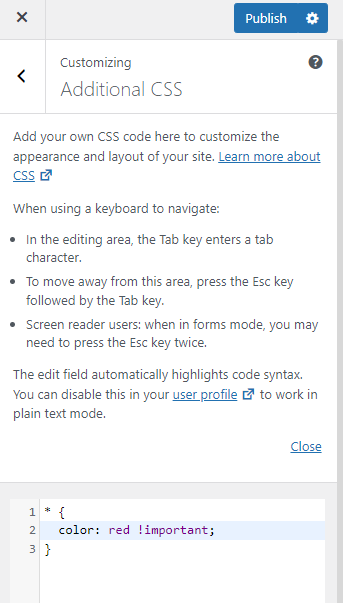 Publish
Customizing
Additional CSS
Add your own CSS code here to customize the
appearance and layout of your site. Learn more about
CSS
When using a keyboard to navigate:
• In the editing area, the Tab key enters a tab
character.
• To move away from this area, press the Esc key
followed by the Tab key.
• Screen reader users: when in forms mode, you may
need to press the Esc key twice.
The edit field automatically highlights code syntax.
You can disable this in your user profile to work in
plain text mode.
Close
1 * {
2   color: red !important;
3 }